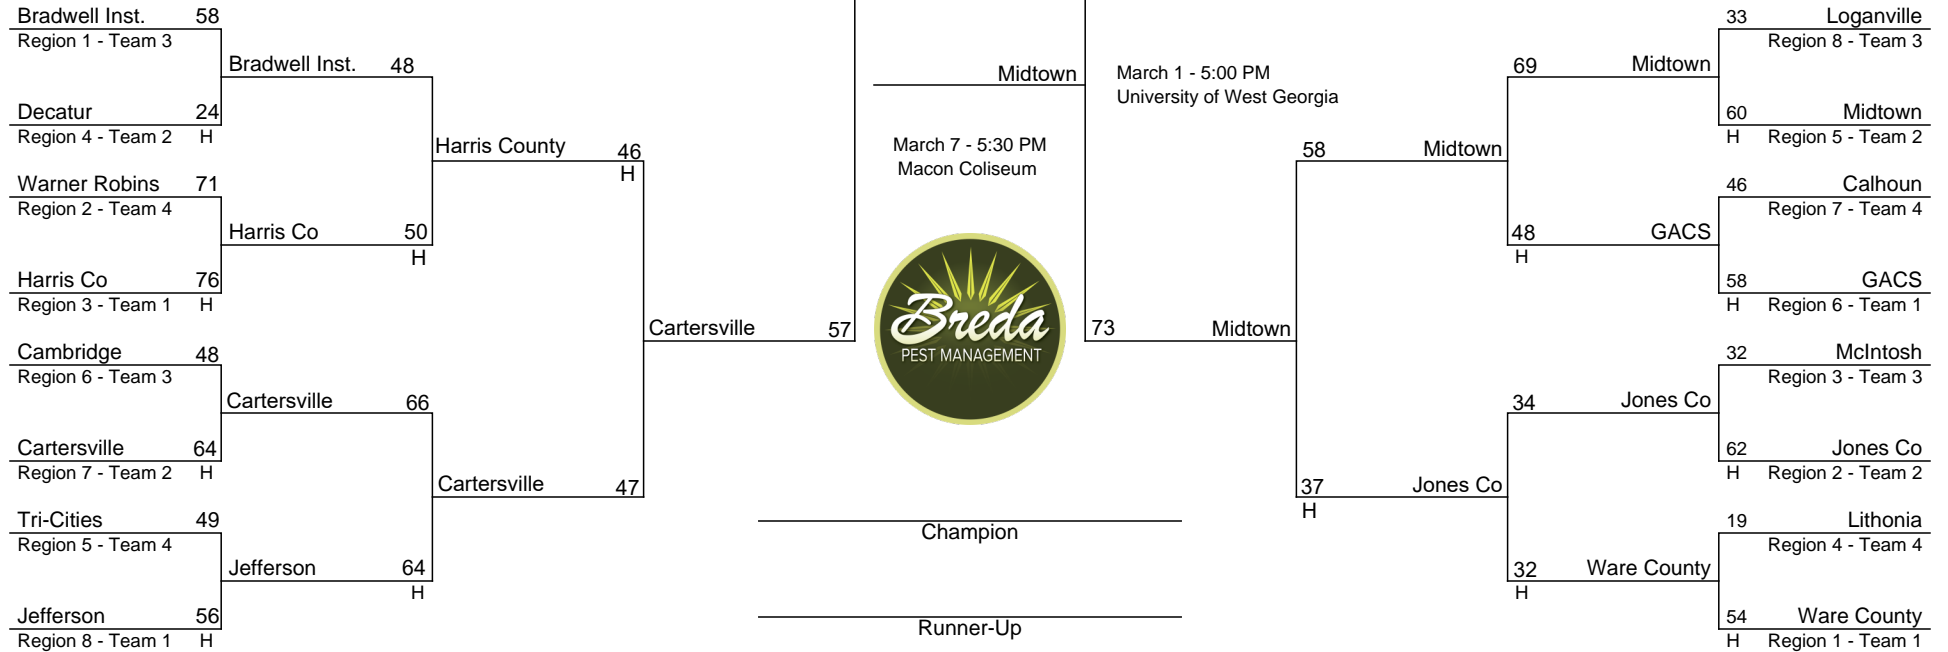 Bradwell Inst. 58
Region 1 - Team 3
Bradwell Inst. 48
Decatur 24
Region 4 - Team 2 H
Harris County 46
H
Warner Robins 71
Region 2 - Team 4
Harris Co 50
H
Harris Co 76
Region 3 - Team 1 H
Cartersville 57
Cambridge 48
Region 6 - Team 3
Cartersville 66
Cartersville 64
Region 7 - Team 2 H
Cartersville 47
Tri-Cities 49
Region 5 - Team 4
Jefferson 64
H
Jefferson 56
Region 8 - Team 1 H
Midtown
March 7 - 5:30 PM
Macon Coliseum
Breda
PEST MANAGEMENT
Champion
Runner-Up
March 1 - 5:00 PM
University of West Georgia
33 Loganville
Region 8 - Team 3
69 Midtown
60 Midtown
H Region 5 - Team 2
58 Midtown
46 Calhoun
Region 7 - Team 4
48 GACS
H
58 GACS
H Region 6 - Team 1
73 Midtown
32 McIntosh
Region 3 - Team 3
34 Jones Co
62 Jones Co
H Region 2 - Team 2
37 Jones Co
H
19 Lithonia
Region 4 - Team 4
32 Ware County
H
54 Ware County
H Region 1 - Team 1